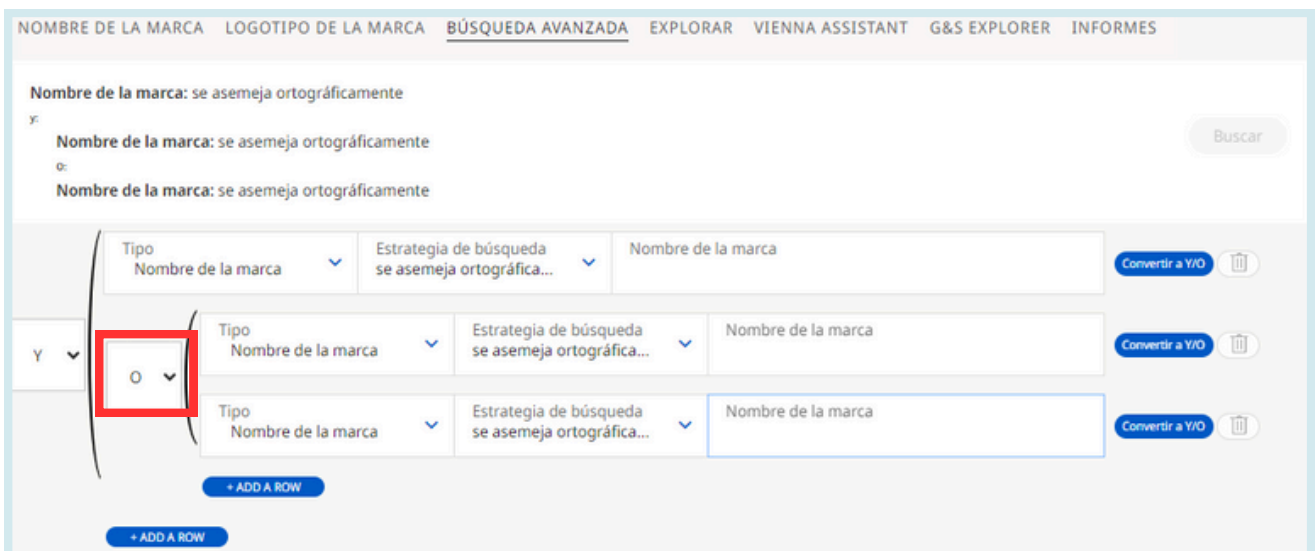 NOMBRE DE LA MARCA LOGOTIPO DE LA MARCA BÚSQUEDA AVANZADA EXPLORAR VIENNA ASSISTANT G&S EXPLORER INFORMES
Nombre de la marca: se asemeja ortográficamente
y:
Nombre de la marca: se asemeja ortográficamente
Buscar
o:
Nombre de la marca: se asemeja ortográficamente
Tipo Estrategia de búsqueda Nombre de la marca
Nombre de la marca se asemeja ortográfica... Convertir a Y/O
Tipo Estrategia de búsqueda Nombre de la marca
Nombre de la marca se asemeja ortográfica... Convertir a Y/O
Y
O
Tipo Estrategia de búsqueda Nombre de la marca
Nombre de la marca se asemeja ortográfica... Convertir a Y/O
+ ADD A ROW
+ ADD A ROW